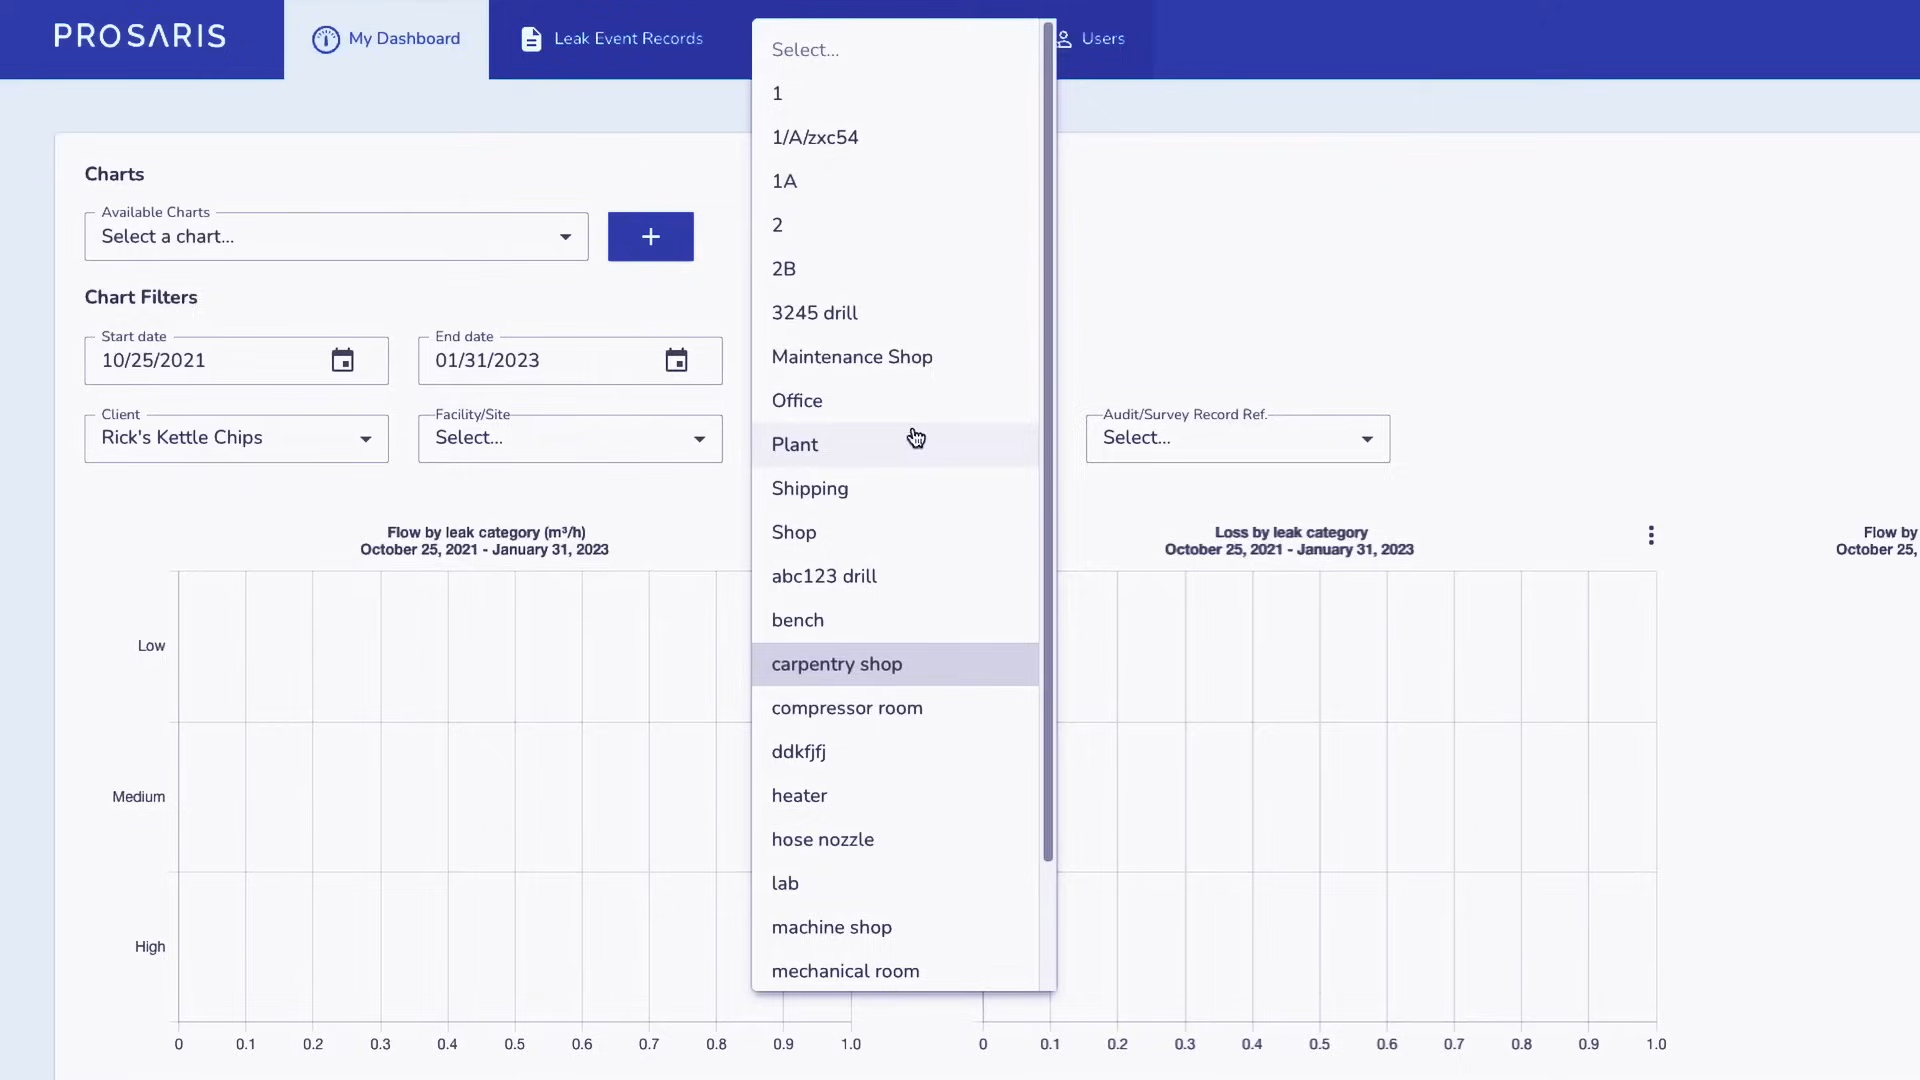 PROSARIS
My Dashboard
Leak Event Records
Users
Charts
Available Charts
Select a chart...
+
Chart Filters
Start date
10/25/2021
End date
01/31/2023
Client
Rick's Kettle Chips
Facility/Site
Select...
Audit/Survey Record Ref.
Select...
Select...
1
1/A/zxc54
1A
2
2B
3245 drill
Maintenance Shop
Office
Plant
Shipping
Shop
abc123 drill
bench
carpentry shop
compressor room
ddkfjfj
heater
hose nozzle
lab
machine shop
mechanical room
Flow by leak category (m³/h)
October 25, 2021 - January 31, 2023
Low
Medium
High
0 0.1 0.2 0.3 0.4 0.5 0.6 0.7 0.8 0.9 1.0
Loss by leak category
October 25, 2021 - January 31, 2023
0 0.1 0.2 0.3 0.4 0.5 0.6 0.7 0.8 0.9 1.0
Flow by
October 25,